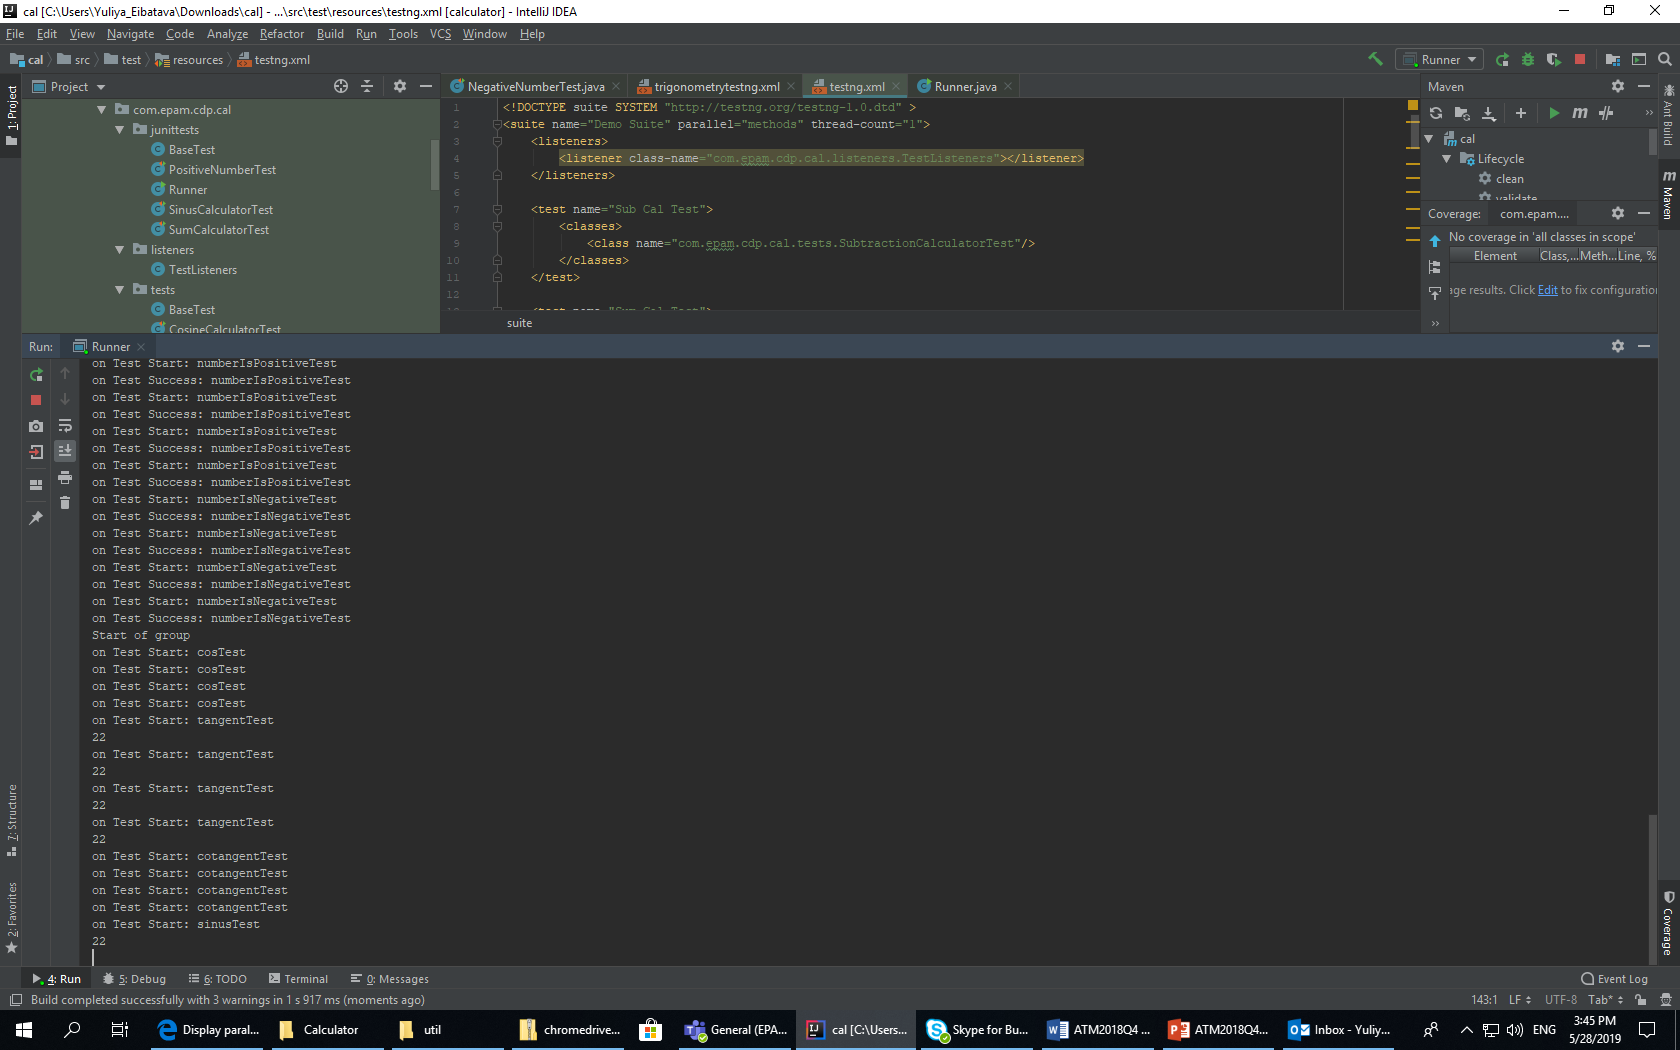 cal [C:\Users\Yuliya_Eibatava\Downloads\cal] - ...\src\test\resources\testng.xml [calculator] - IntelliJ IDEA
File Edit View Navigate Code Analyze Refactor Build Run Tools VCS Window Help
cal src test resources testng.xml Runner
1: Project
Project
NegativeNumberTest.java trigonometrytestng.xml testng.xml Runner.java
com.epam.cdp.cal
junittests
BaseTest
PositiveNumberTest
Runner
SinusCalculatorTest
SumCalculatorTest
listeners
TestListeners
tests
BaseTest
CosineCalculatorTest
1 <!DOCTYPE suite SYSTEM "http://testng.org/testng-1.0.dtd" >
2 <suite name="Demo Suite" parallel="methods" thread-count="1">
3 <listeners>
4 <listener class-name="com.epam.cdp.cal.listeners.TestListeners"></listener>
5 </listeners>
6
7 <test name="Sub Cal Test">
8 <classes>
9 <class name="com.epam.cdp.cal.tests.SubtractionCalculatorTest"/>
10 </classes>
11 </test>
12
<test name="Sum Cal Test">
suite
Maven
cal
Lifecycle
clean
validate
Coverage: com.epam....
No coverage in 'all classes in scope'
Element Class,... Meth... Line, %
age results. Click Edit to fix configuration
Ant Build
Maven
Coverage
Run: Runner
on Test Start: numberIsPositiveTest
on Test Success: numberIsPositiveTest
on Test Start: numberIsPositiveTest
on Test Success: numberIsPositiveTest
on Test Start: numberIsPositiveTest
on Test Success: numberIsPositiveTest
on Test Start: numberIsPositiveTest
on Test Success: numberIsPositiveTest
on Test Start: numberIsNegativeTest
on Test Success: numberIsNegativeTest
on Test Start: numberIsNegativeTest
on Test Success: numberIsNegativeTest
on Test Start: numberIsNegativeTest
on Test Success: numberIsNegativeTest
on Test Start: numberIsNegativeTest
on Test Success: numberIsNegativeTest
Start of group
on Test Start: cosTest
on Test Start: cosTest
on Test Start: cosTest
on Test Start: cosTest
on Test Start: tangentTest
22
on Test Start: tangentTest
22
on Test Start: tangentTest
22
on Test Start: tangentTest
22
on Test Start: cotangentTest
on Test Start: cotangentTest
on Test Start: cotangentTest
on Test Start: cotangentTest
on Test Start: sinusTest
22
7: Structure
2: Favorites
4: Run 5: Debug 6: TODO Terminal 0: Messages Event Log
Build completed successfully with 3 warnings in 1 s 917 ms (moments ago) 143:1 LF UTF-8 Tab*
Display paral... Calculator util chromedrive... General (EPA... cal [C:\Users... Skype for Bu... ATM2018Q4 ... ATM2018Q4... Inbox - Yuliy... ENG
3:45 PM
5/28/2019